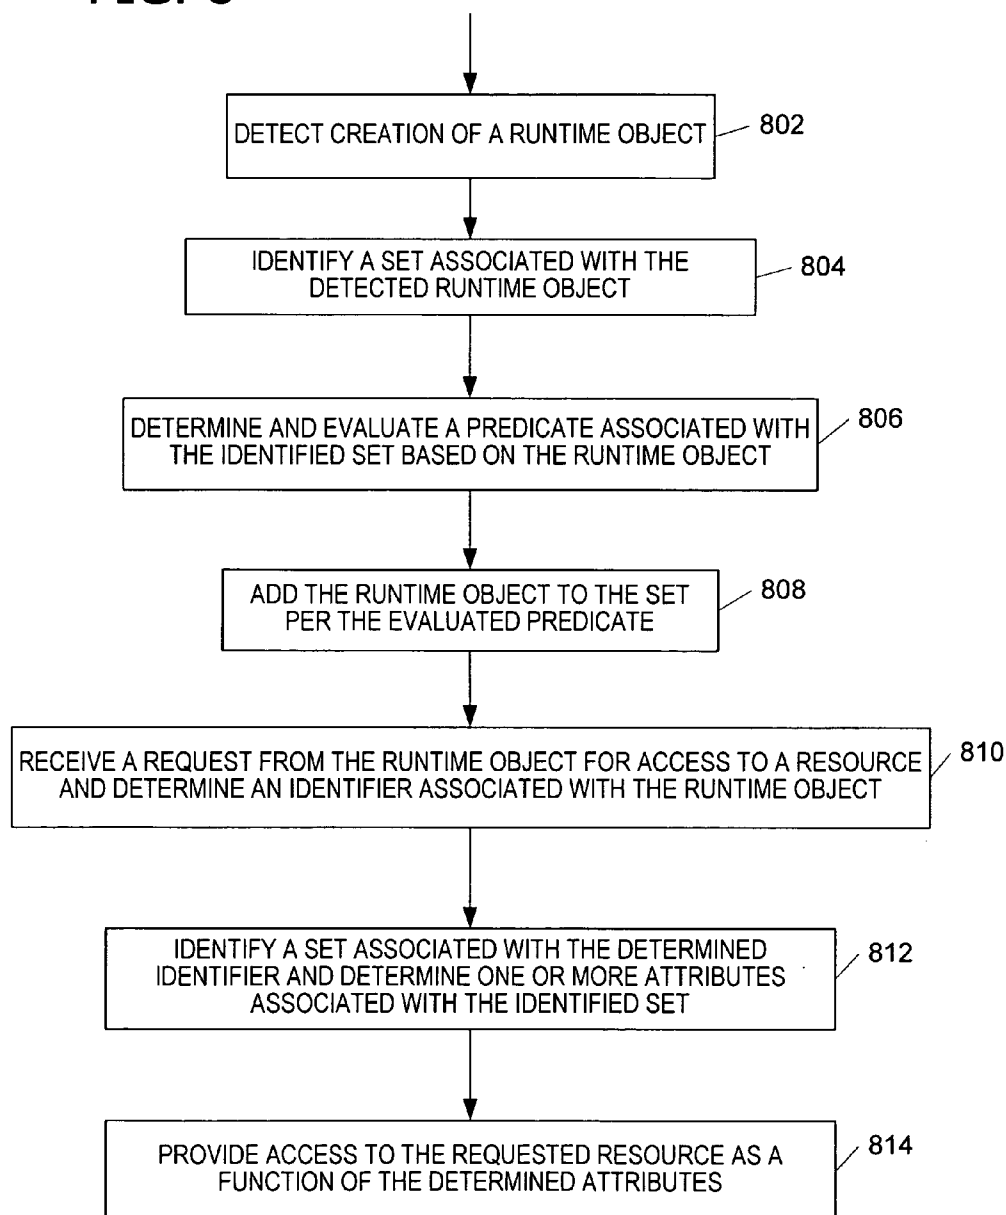 DETECT CREATION OF A RUNTIME OBJECT
802
IDENTIFY A SET ASSOCIATED WITH THE
DETECTED RUNTIME OBJECT
804
DETERMINE AND EVALUATE A PREDICATE ASSOCIATED WITH
THE IDENTIFIED SET BASED ON THE RUNTIME OBJECT
806
ADD THE RUNTIME OBJECT TO THE SET
PER THE EVALUATED PREDICATE
808
RECEIVE A REQUEST FROM THE RUNTIME OBJECT FOR ACCESS TO A RESOURCE
AND DETERMINE AN IDENTIFIER ASSOCIATED WITH THE RUNTIME OBJECT
810
IDENTIFY A SET ASSOCIATED WITH THE DETERMINED
IDENTIFIER AND DETERMINE ONE OR MORE ATTRIBUTES
ASSOCIATED WITH THE IDENTIFIED SET
812
PROVIDE ACCESS TO THE REQUESTED RESOURCE AS A
FUNCTION OF THE DETERMINED ATTRIBUTES
814